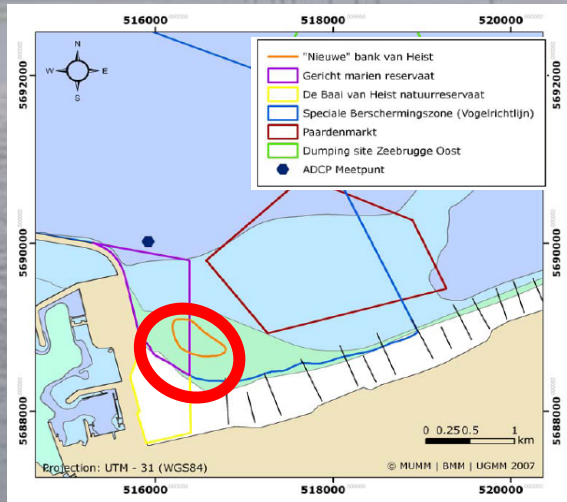 516000 518000 520000
N
W E
S
"Nieuwe" bank van Heist
Gericht marien reservaat
De Baai van Heist natuurreservaat
Speciale Berschermingszone (Vogelrichtlijn)
Paardenmarkt
Dumping site Zeebrugge Oost
ADCP Meetpunt
5692000 5692000
5690000 5690000
5688000 5688000
0 0.25 0.5 1
km
Projection: UTM - 31 (WGS84)
© MUMM | BMM | UGMM 2007
516000 518000 520000